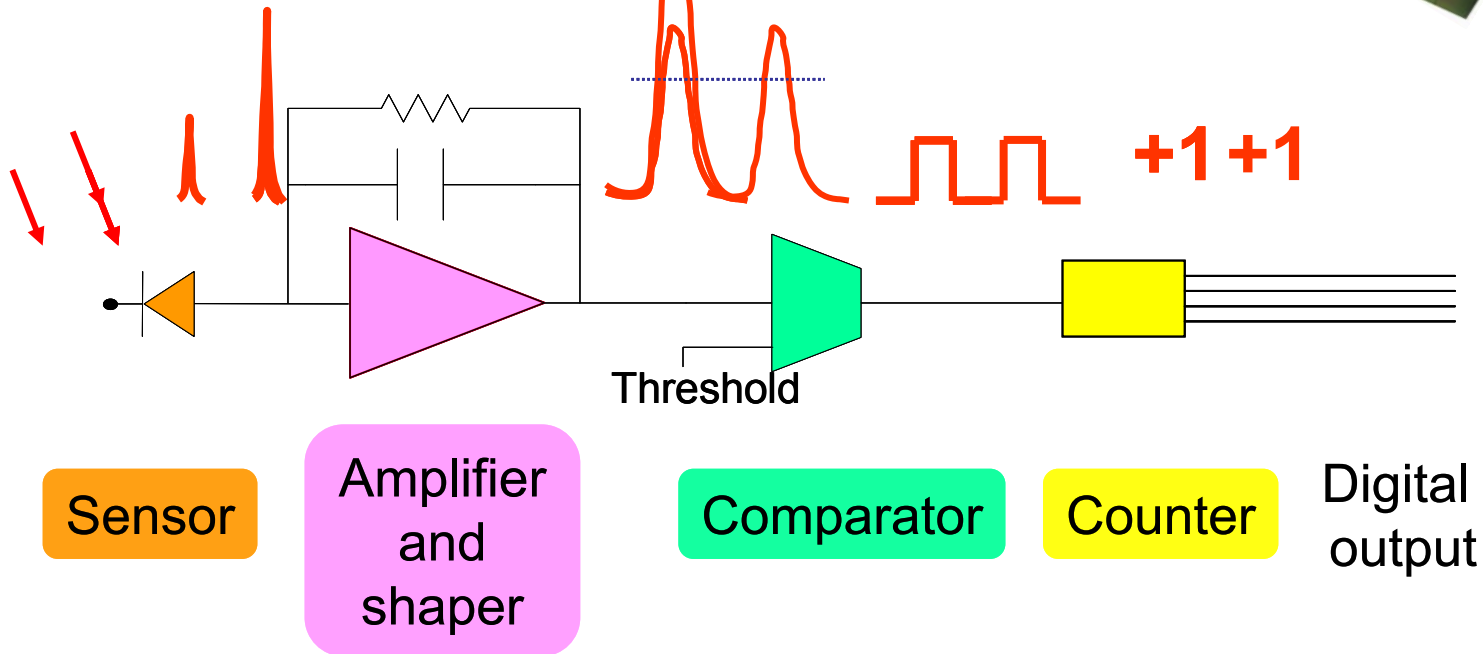 +1 +1
Threshold
Sensor
Amplifier
and
shaper
Comparator
Counter
Digital
output